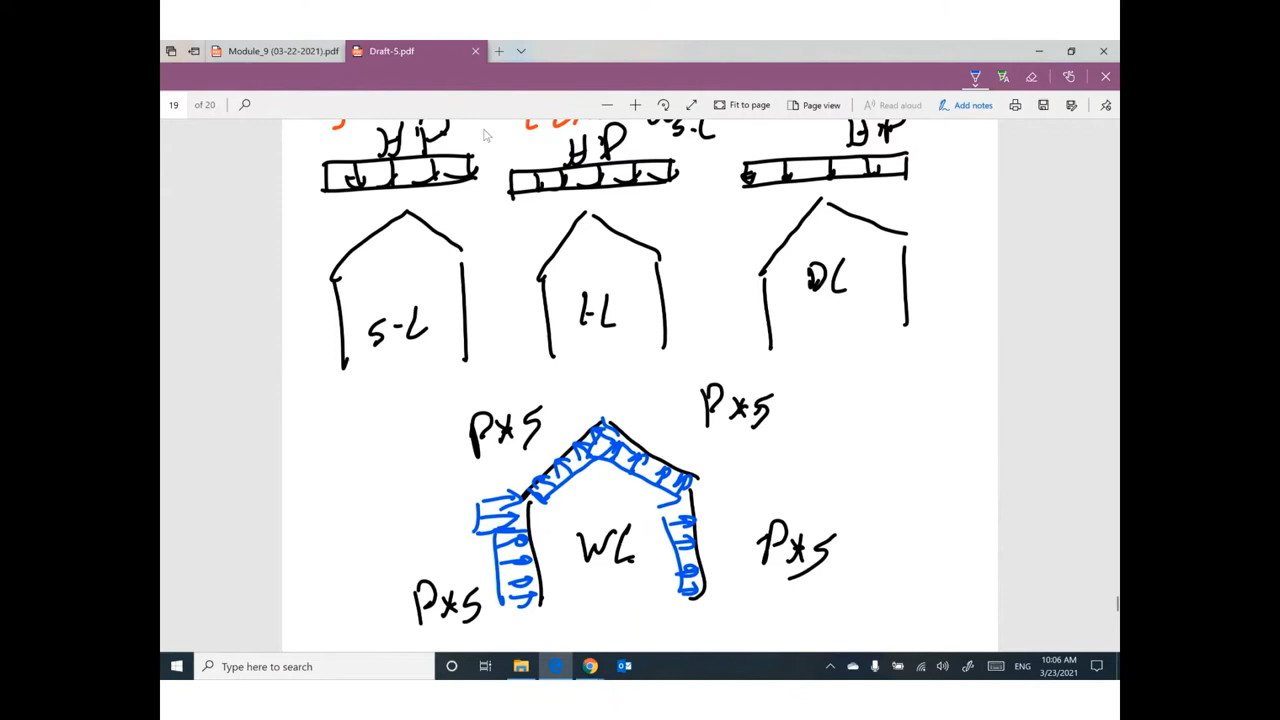 Module_9 (03-22-2021).pdf
Draft-5.pdf
19 of 20
Fit to page
Page view
Read aloud
Add notes
S-L
S-L
LL
DL
P*S
P*S
WL
P*S
P*S
Type here to search
ENG
10:06 AM
3/23/2021